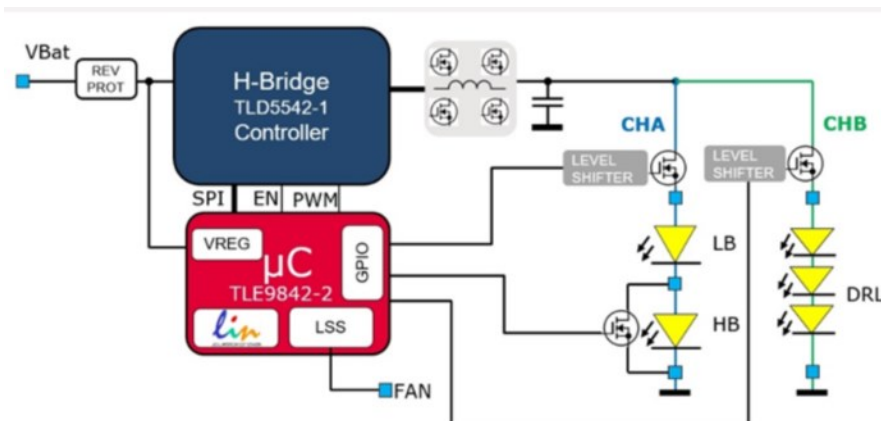 VBat
REV
PROT
H-Bridge
TLD5542-1
Controller
CHA
CHB
LEVEL
SHIFTER
LEVEL
SHIFTER
SPI
EN
PWM
VREG
µC
TLE9842-2
GPIO
LB
HB
DRL
lin
LSS
FAN